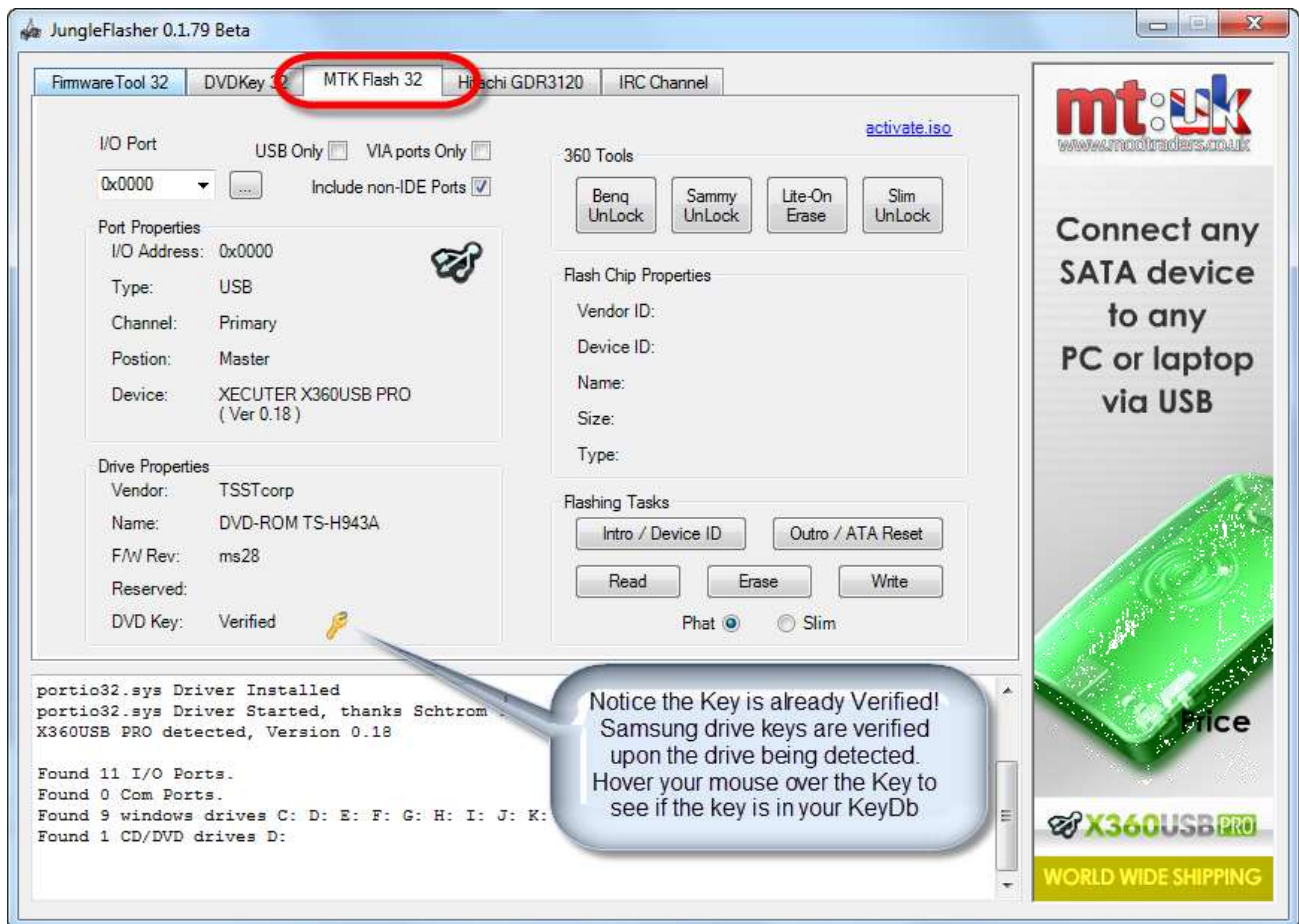 JungleFlasher 0.1.79 Beta
FirmwareTool 32
DVDKey 32
MTK Flash 32
Hitachi GDR3120
IRC Channel
activate.iso
I/O Port
USB Only
VIA ports Only
0x0000
...
Include non-IDE Ports
Port Properties
I/O Address: 0x0000
Type: USB
Channel: Primary
Postion: Master
Device: XECUTER X360USB PRO
( Ver 0.18 )
Drive Properties
Vendor: TSSTcorp
Name: DVD-ROM TS-H943A
F/W Rev: ms28
Reserved:
DVD Key: Verified
360 Tools
Benq UnLock
Sammy UnLock
Lite-On Erase
Slim UnLock
Flash Chip Properties
Vendor ID:
Device ID:
Name:
Size:
Type:
Flashing Tasks
Intro / Device ID
Outro / ATA Reset
Read
Erase
Write
Phat
Slim
portio32.sys Driver Installed
portio32.sys Driver Started, thanks Schtrom
X360USB PRO detected, Version 0.18
Found 11 I/O Ports.
Found 0 Com Ports.
Found 9 windows drives C: D: E: F: G: H: I: J: K:
Found 1 CD/DVD drives D:
Notice the Key is already Verified!
Samsung drive keys are verified
upon the drive being detected.
Hover your mouse over the Key to
see if the key is in your KeyDb
mt:uk
www.modtraders.co.uk
Connect any
SATA device
to any
PC or laptop
via USB
Price
X360USB PRO
WORLD WIDE SHIPPING